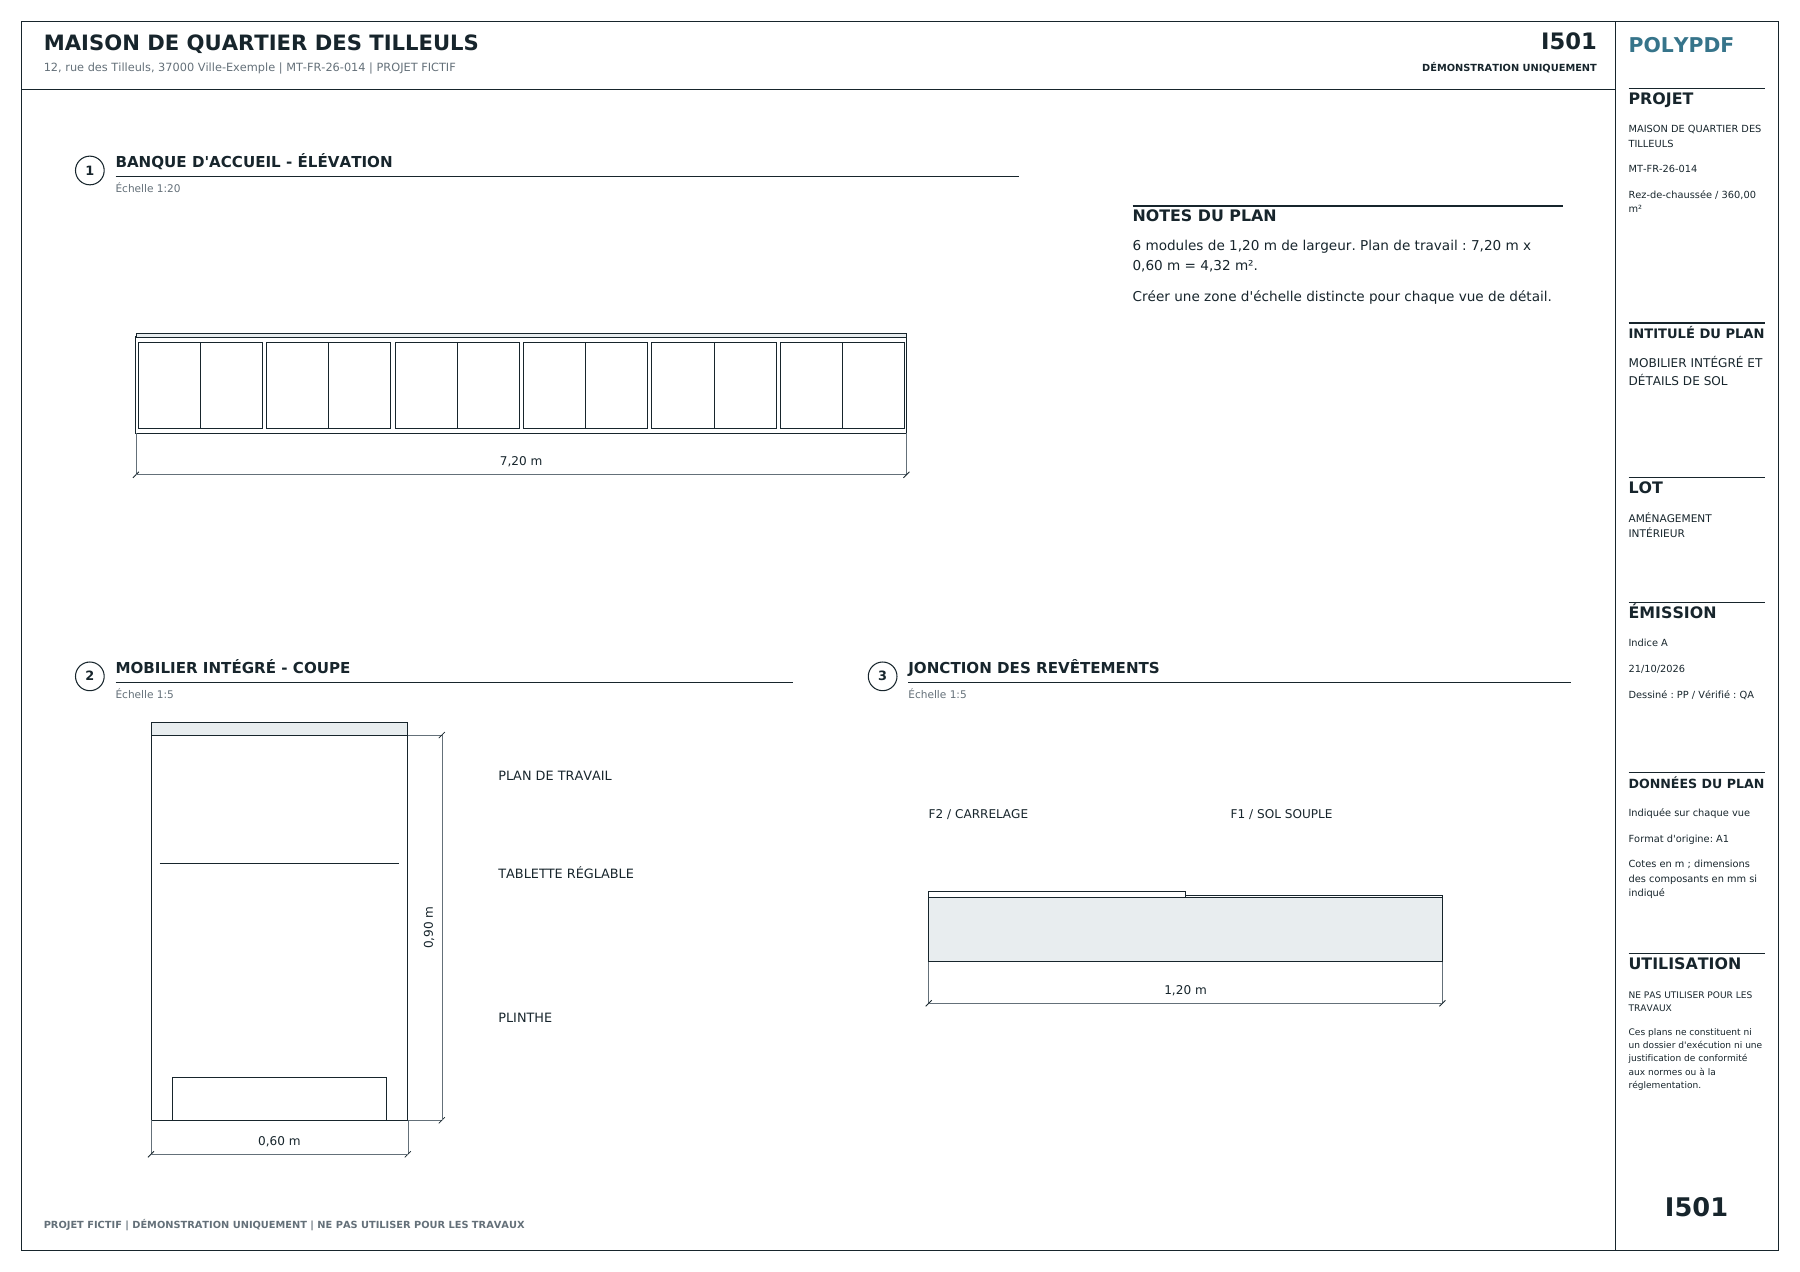 MAISON DE QUARTIER DES TILLEULS
12, rue des Tilleuls, 37000 Ville-Exemple | MT-FR-26-014 | PROJET FICTIF
I501
DÉMONSTRATION UNIQUEMENT
1
BANQUE D'ACCUEIL - ÉLÉVATION
Échelle 1:20
7,20 m
NOTES DU PLAN
6 modules de 1,20 m de largeur. Plan de travail : 7,20 m x
0,60 m = 4,32 m².
Créer une zone d'échelle distincte pour chaque vue de détail.
2
MOBILIER INTÉGRÉ - COUPE
Échelle 1:5
PLAN DE TRAVAIL
TABLETTE RÉGLABLE
0,90 m
PLINTHE
0,60 m
3
JONCTION DES REVÊTEMENTS
Échelle 1:5
F2 / CARRELAGE
F1 / SOL SOUPLE
1,20 m
PROJET FICTIF | DÉMONSTRATION UNIQUEMENT | NE PAS UTILISER POUR LES TRAVAUX
POLYPDF
PROJET
MAISON DE QUARTIER DES
TILLEULS
MT-FR-26-014
Rez-de-chaussée / 360,00
m²
INTITULÉ DU PLAN
MOBILIER INTÉGRÉ ET
DÉTAILS DE SOL
LOT
AMÉNAGEMENT
INTÉRIEUR
ÉMISSION
Indice A
21/10/2026
Dessiné : PP / Vérifié : QA
DONNÉES DU PLAN
Indiquée sur chaque vue
Format d'origine: A1
Cotes en m ; dimensions
des composants en mm si
indiqué
UTILISATION
NE PAS UTILISER POUR LES
TRAVAUX
Ces plans ne constituent ni
un dossier d'exécution ni une
justification de conformité
aux normes ou à la
réglementation.
I501